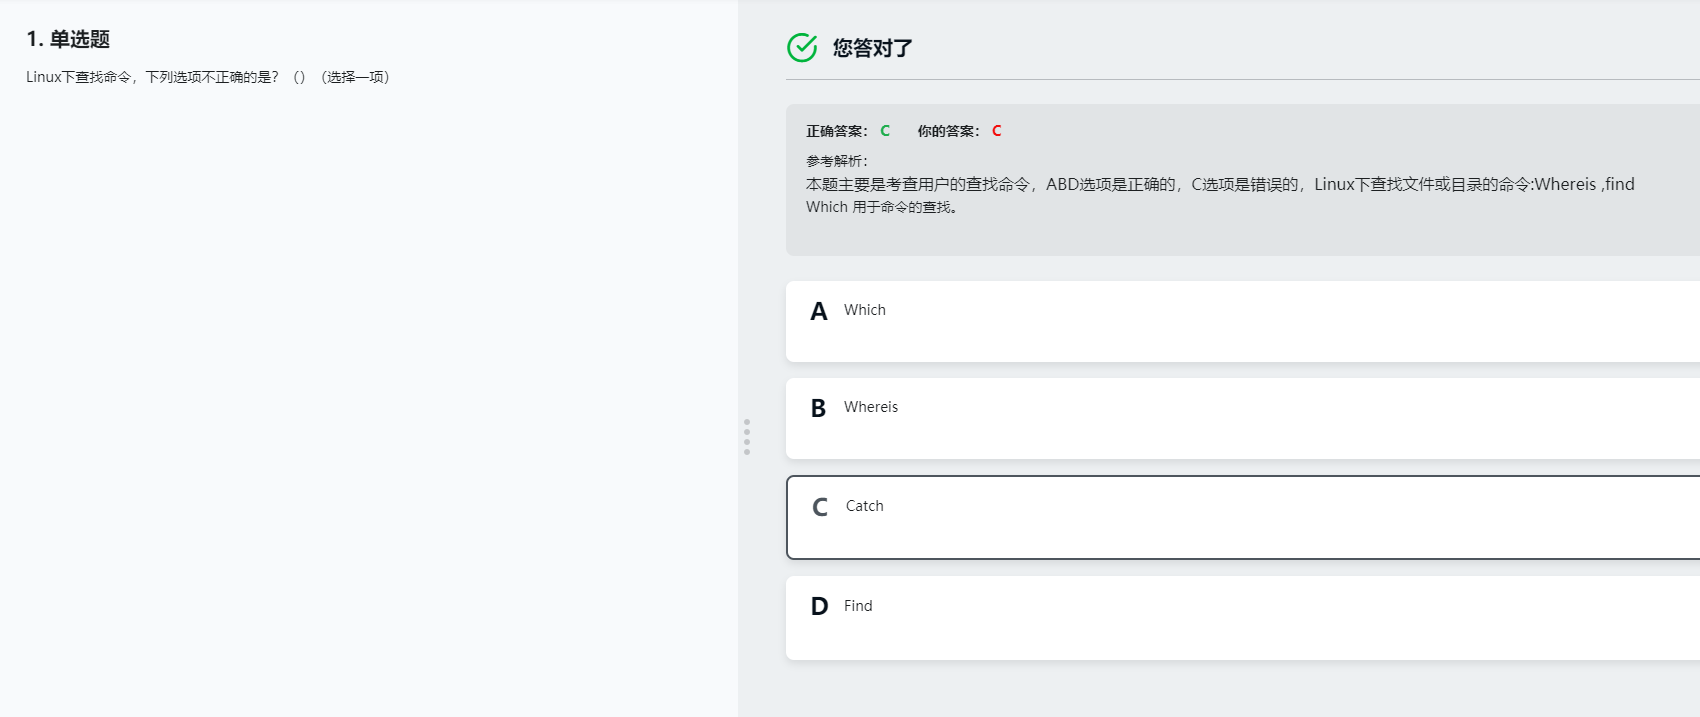 1. 单选题
Linux下查找命令，下列选项不正确的是？（）（选择一项）
您答对了
正确答案： C 你的答案： C
参考解析：
本题主要是考查用户的查找命令，ABD选项是正确的，C选项是错误的，Linux下查找文件或目录的命令:Whereis ,find
Which 用于命令的查找。
A Which
B Whereis
C Catch
D Find